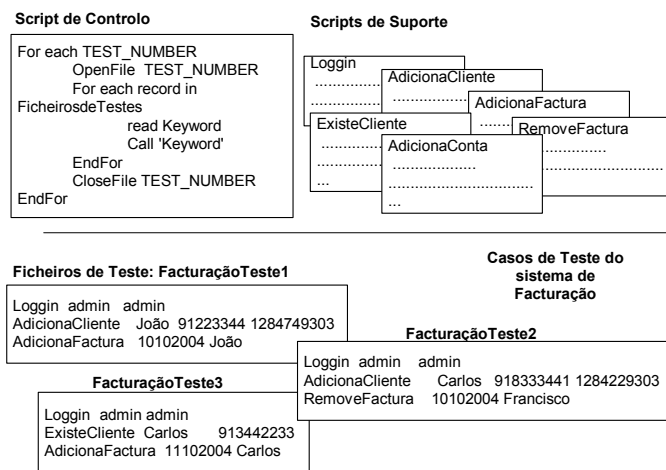 Script de Controlo
For each TEST_NUMBER
OpenFile TEST_NUMBER
For each record in
FicheirosdeTestes
read Keyword
Call 'Keyword'
EndFor
CloseFile TEST_NUMBER
EndFor
Scripts de Suporte
Loggin
..................
AdicionaCliente
..................
AdicionaFactura
ExisteCliente
RemoveFactura
AdicionaConta
..................
................................
...
...
Casos de Teste do
sistema de
Facturação
Ficheiros de Teste: FacturaçãoTeste1
Loggin admin admin
AdicionaCliente João 91223344 1284749303
AdicionaFactura 10102004 João
FacturaçãoTeste2
Loggin admin admin
AdicionaCliente Carlos 918333441 1284229303
RemoveFactura 10102004 Francisco
FacturaçãoTeste3
Loggin admin admin
ExisteCliente Carlos 913442233
AdicionaFactura 11102004 Carlos